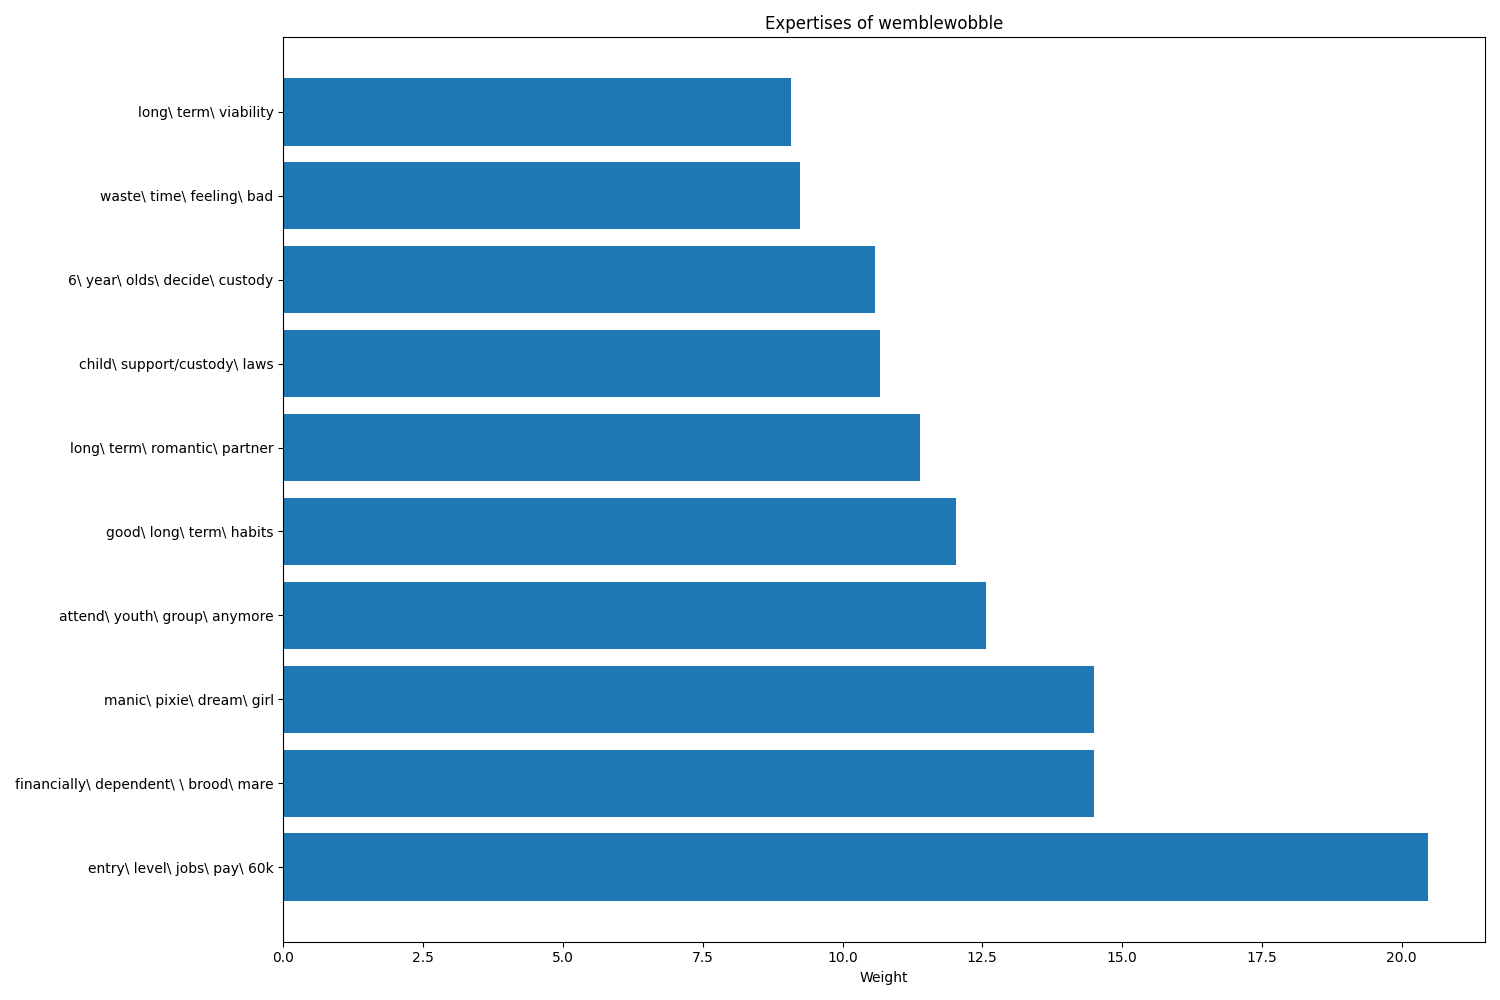 Expertises of wemblewobble
long\ term\ viability
waste\ time\ feeling\ bad
6\ year\ olds\ decide\ custody
child\ support/custody\ laws
long\ term\ romantic\ partner
good\ long\ term\ habits
attend\ youth\ group\ anymore
manic\ pixie\ dream\ girl
financially\ dependent\ \ brood\ mare
entry\ level\ jobs\ pay\ 60k
0.0 2.5 5.0 7.5 10.0 12.5 15.0 17.5 20.0
Weight